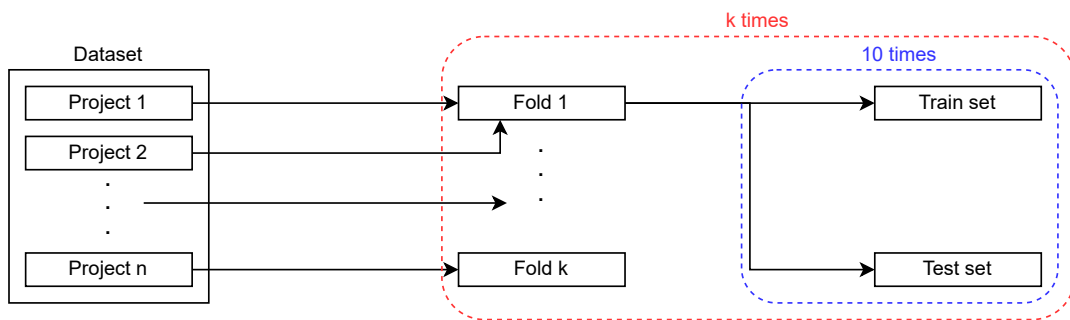 k times
Dataset
10 times
Project 1
Fold 1
Train set
Project 2
Project n
Fold k
Test set